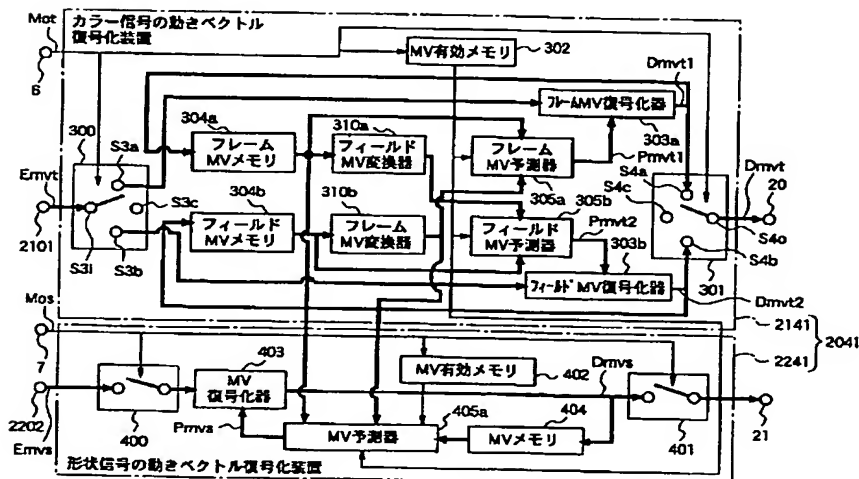 Mot
カラー信号の動きベクトル
復号化装置
6
MV有効メモリ
302
Dmvt1
フレームMV復号化器
303a
304a
310a
300
S3a
フレーム
MVメモリ
フィールド
MV変換器
フレーム
MV予測器
Pmvt1
305a
S4a
Dmvt
Emvt
S3c
S4c
20
304b
310b
305b
Pmvt2
2101
フィールド
MVメモリ
フレーム
MV変換器
フィールド
MV予測器
303b
S4o
S3i
S3b
S4b
フィールドMV復号化器
301
Dmvt2
Mos
2141
2041
7
403
MV有効メモリ
402
Dmvs
2241
MV
復号化器
2202
Emvs
400
Pmvs
404
MV予測器
405a
MVメモリ
401
21
形状信号の動きベクトル復号化装置